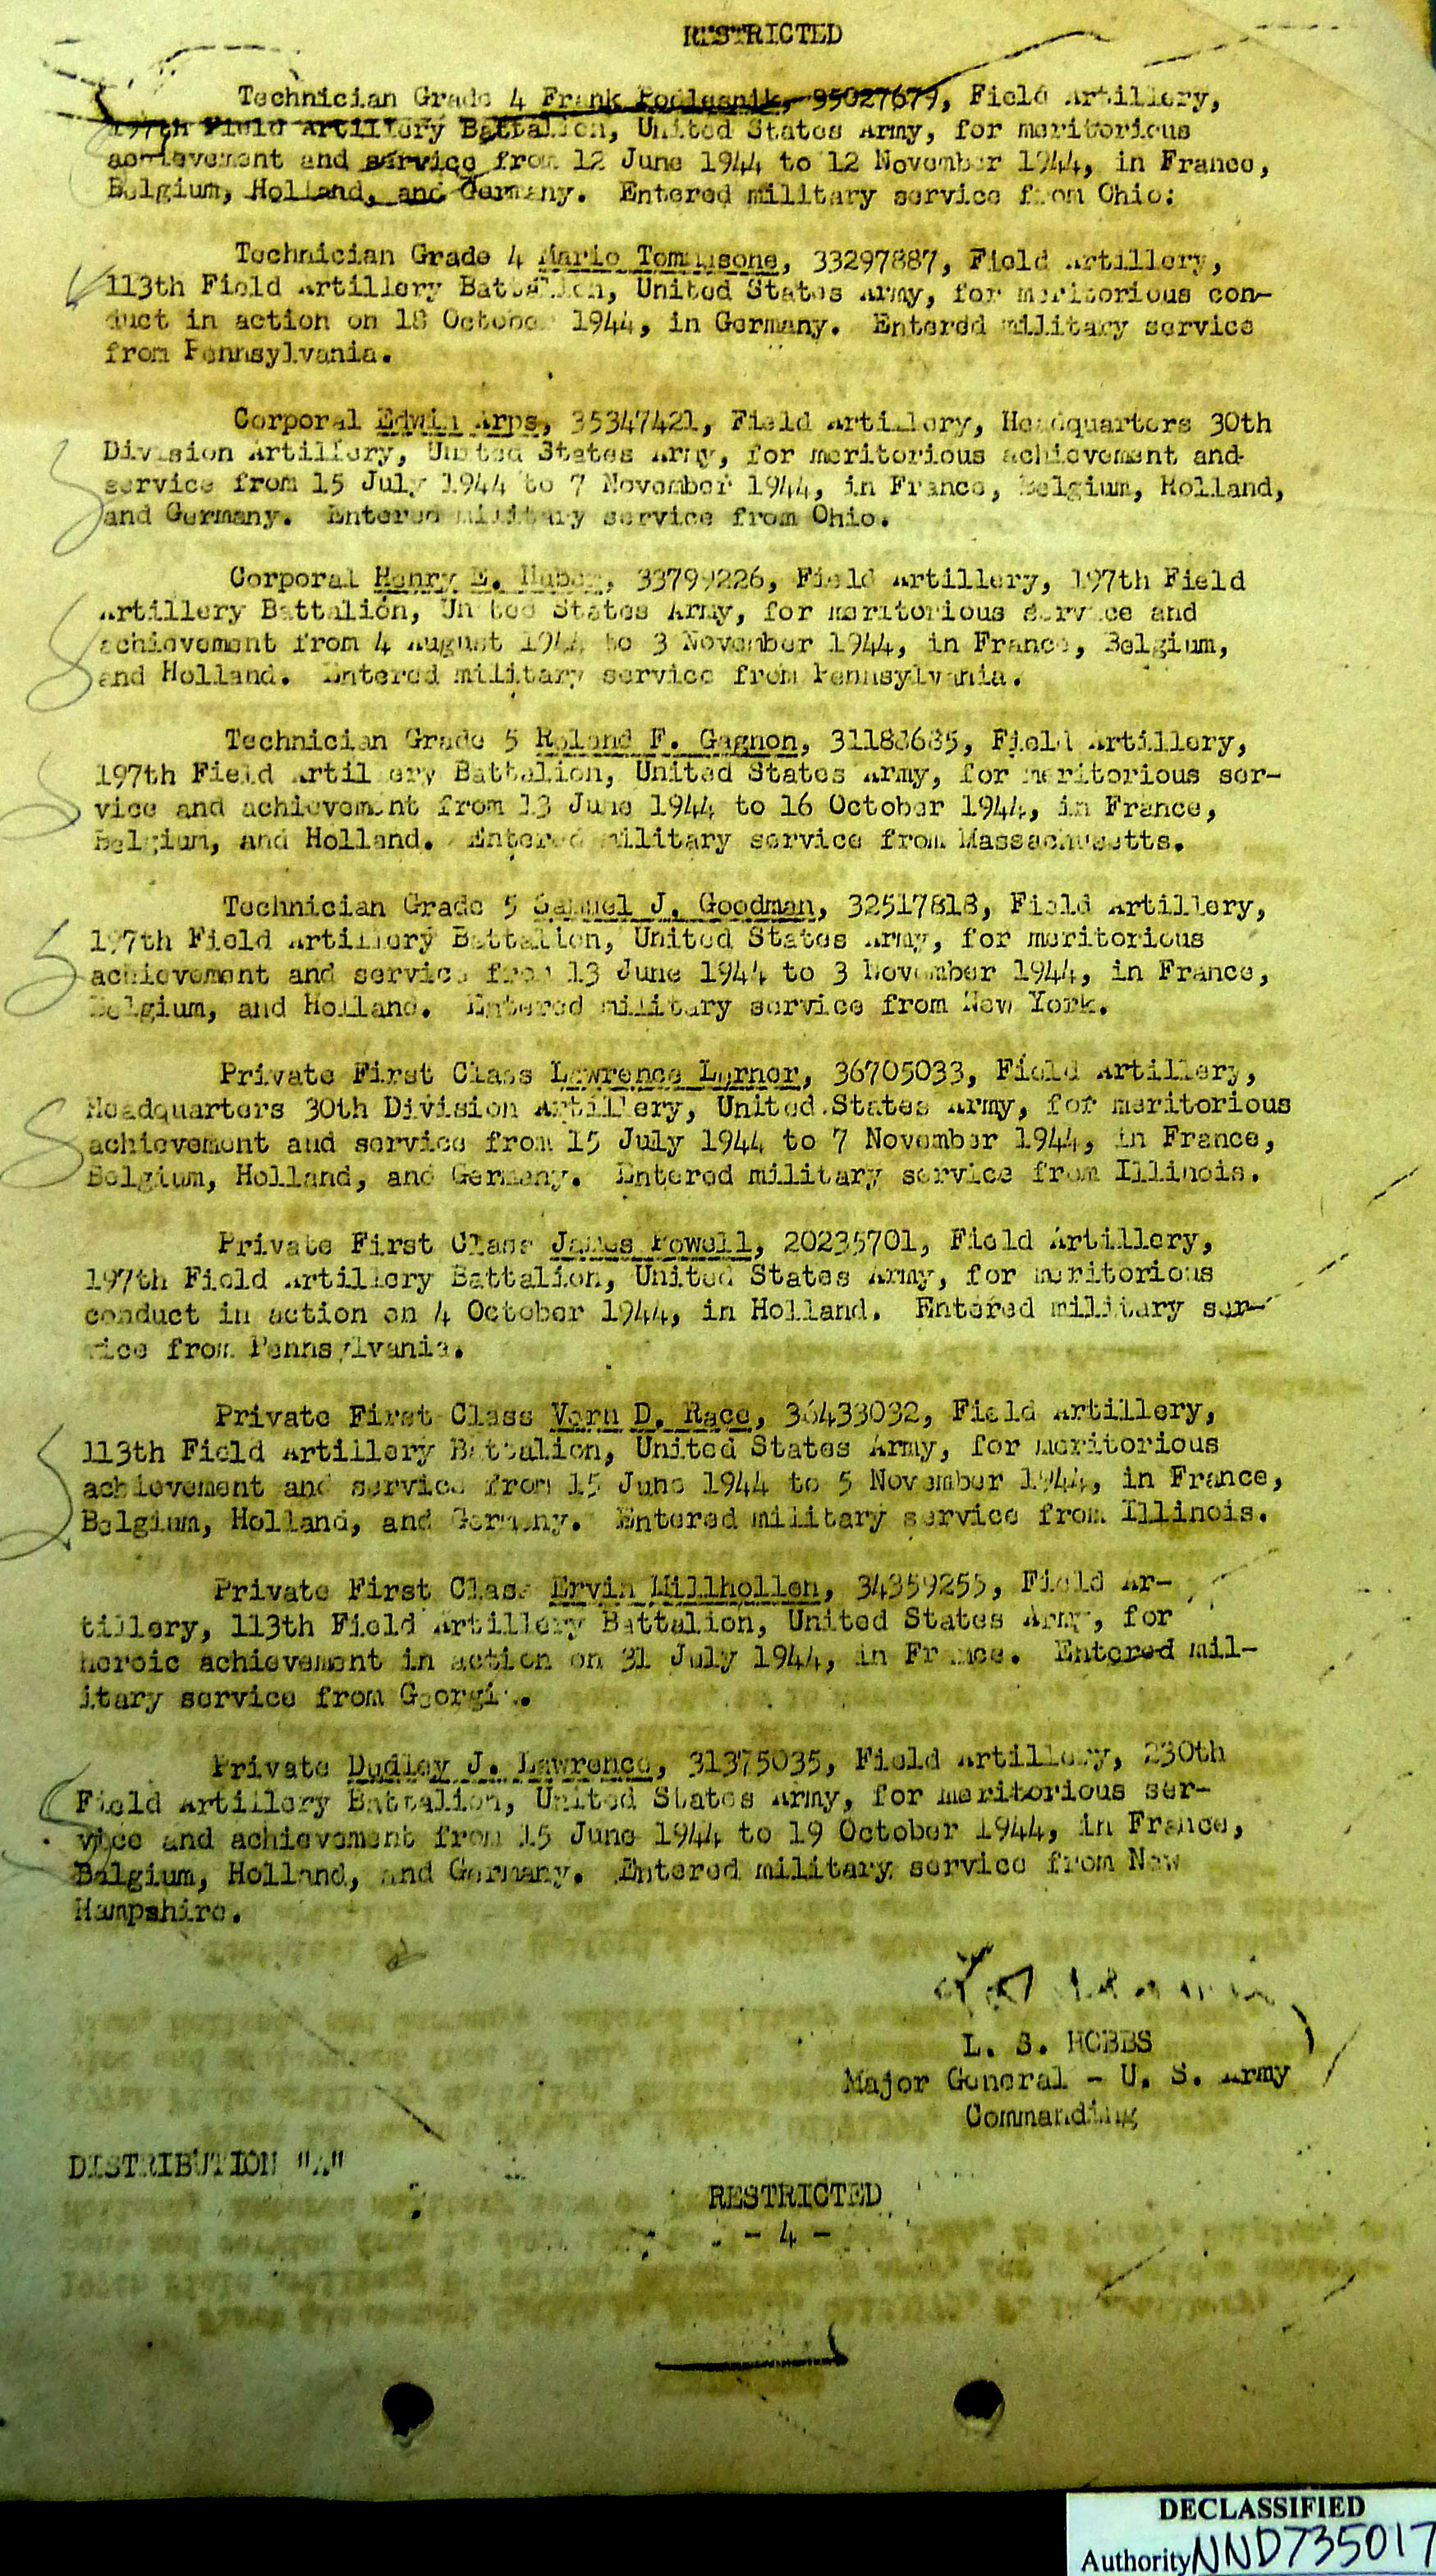 RESTRICTED
Technician Grade 4 Frank Podlesnik, 95027679, Field Artillery,
197th Field Artillery Battalion, United States Army, for meritorious
achievement and service from 12 June 1944 to 12 November 1944, in France,
Belgium, Holland, and Germany. Entered military service from Ohio.
Technician Grade 4 Mario 33297887, Field Artillery,
113th Field Artillery Battalion, United States Army, for meritorious con-
duct in action on 18 October 1944, in Germany. Entered military service
from Pennsylvania.
Corporal Edwin Arps, 35347421, Field Artillery, Headquarters 30th
Division Artillery, United States Army, for meritorious achievement and
service from 15 July 1944 to 7 November 1944, in France, Belgium, Holland,
and Germany. Entered military service from Ohio.
Corporal Henry E. Huber, 33799226, Field Artillery, 197th Field
Artillery Battalion, United States Army, for meritorious service and
achievement from 4 August 1944 to 3 November 1944, in France, Belgium,
and Holland. Entered military service from Pennsylvania.
Technician Grade 5 Roland F. Gagnon, 31188685, Field Artillery,
197th Field Artillery Battalion, United States Army, for meritorious ser-
vice and achievement from 13 June 1944 to 16 October 1944, in France,
Belgium, and Holland. Entered military service from Massachusetts.
Technician Grade 5 Samuel J. Goodman, 32517818, Field Artillery,
197th Field Artillery Battalion, United States Army, for meritorious
achievement and service from 13 June 1944 to 3 November 1944, in France,
Belgium, and Holland. Entered military service from New York.
Private First Class Lawrence Lerner, 36705033, Field Artillery,
Headquarters 30th Division Artillery, United States Army, for meritorious
achievement and service from 15 July 1944 to 7 November 1944, in France,
Belgium, Holland, and Germany. Entered military service from Illinois.
Private First Class James Powell, 20235701, Field Artillery,
197th Field Artillery Battalion, United States Army, for meritorious
conduct in action on 4 October 1944, in Holland. Entered military ser-
vice from Pennsylvania.
Private First Class Vern D. Race, 36433032, Field Artillery,
113th Field Artillery Battalion, United States Army, for meritorious
achievement and service from 15 June 1944 to 5 November 1944, in France,
Belgium, Holland, and Germany. Entered military service from Illinois.
Private First Class Ervin Millhollen, 34359255, Field Ar-
tillery, 113th Field Artillery Battalion, United States Army, for
heroic achievement in action on 31 July 1944, in France. Entered mil-
itary service from Georgia.
Private Dudley J. Lawrence, 31375035, Field Artillery, 230th
Field Artillery Battalion, United States Army, for meritorious ser-
vice and achievement from 15 June 1944 to 19 October 1944, in France,
Belgium, Holland, and Germany. Entered military service from New
Hampshire.
L. S. HOBBS
Major General - U. S. Army
Commanding
DISTRIBUTION "A"
RESTRICTED
- 4 -
DECLASSIFIED
Authority NND735017